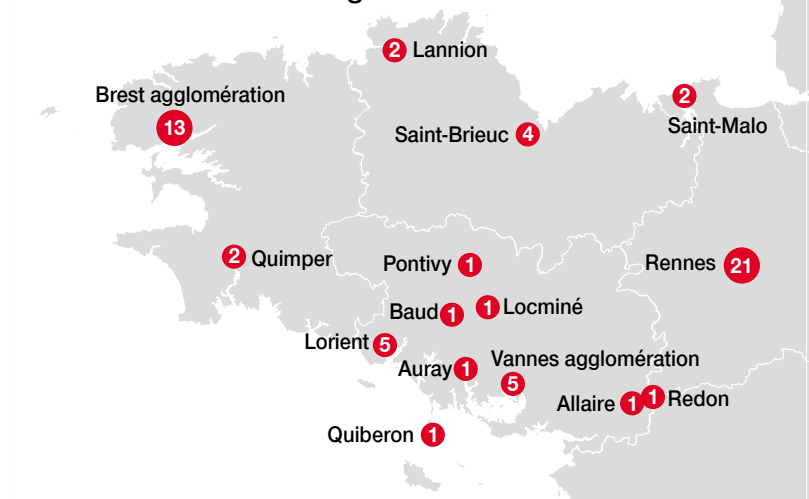 2 Lannion
Brest agglomération
13
2
Saint-Malo
Saint-Brieuc 4
2 Quimper
Pontivy 1
Rennes 21
Baud 1
1 Locminé
Lorient 5
Auray 1
Vannes agglomération
5
Allaire 1
1 Redon
Quiberon 1